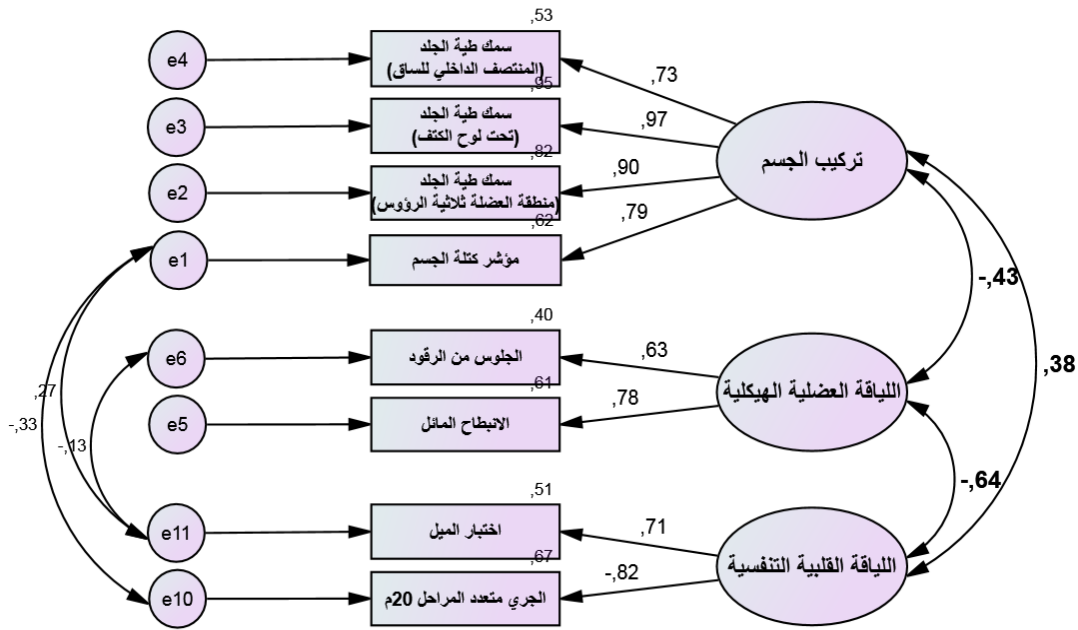 ,53
e4
سمك طية الجلد
(المنتصف الداخلي للساق)
,73
,95
e3
سمك طية الجلد
(تحت لوح الكتف)
,97
,82
e2
سمك طية الجلد
(منطقة العضلة ثلاثية الرؤوس)
,90
,62
e1
مؤشر كتلة الجسم
,79
تركيب الجسم
-,43
,38
,40
e6
الجلوس من الرقود
,63
,61
e5
الانبطاح المائل
,78
اللياقة العضلية الهيكلية
,27
-,33
-,13
-,64
,51
e11
اختبار الميل
,71
,67
e10
الجري متعدد المراحل 20م
-,82
اللياقة القلبية التنفسية